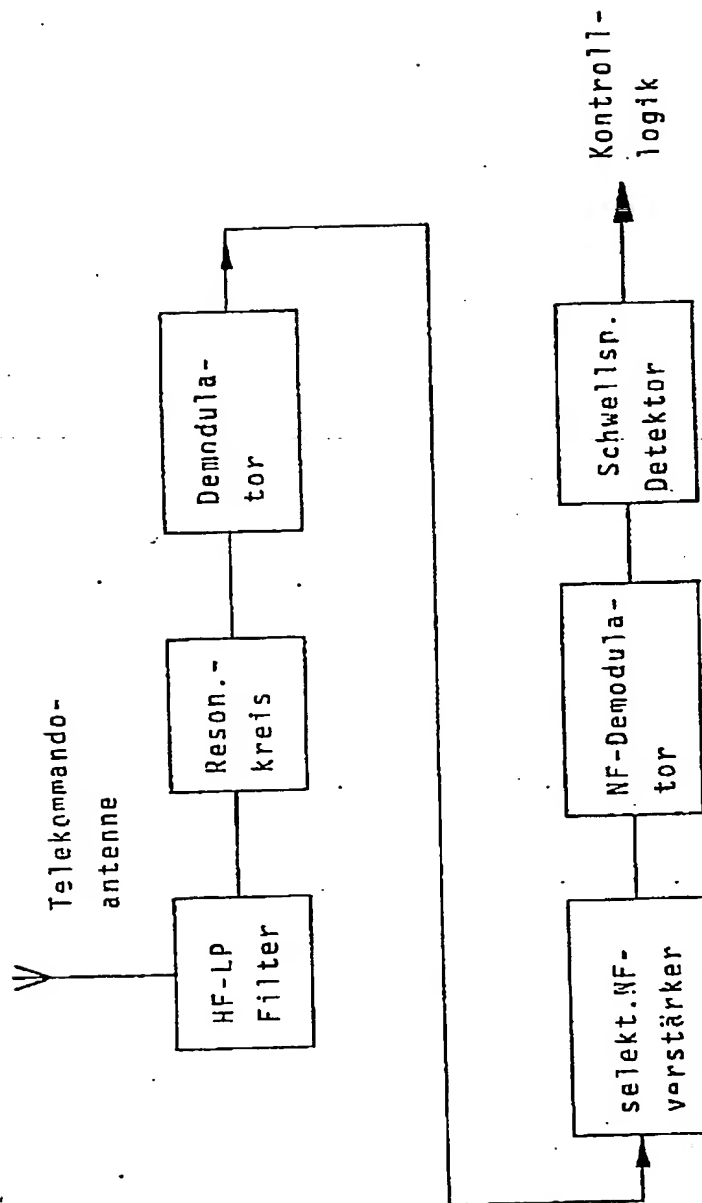 Telekommando-
antenne
HF-LP
Filter
Reson.-
kreis
Demodula-
tor
selekt.NF-
verstärker
NF-Demodula-
tor
Schwellsp.
Detektor
Kontroll-
logik